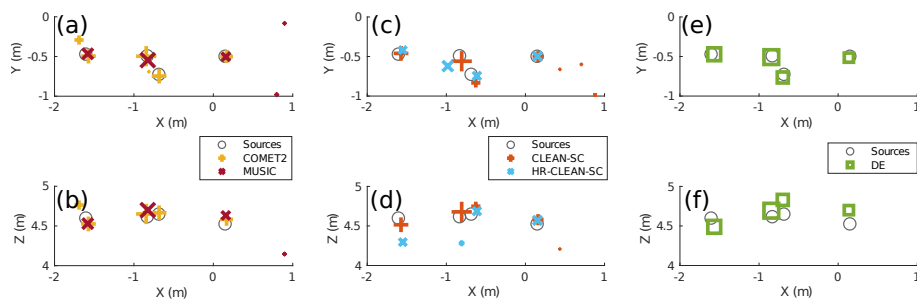 (a)
0
-0.5
-1
Y (m)
-2
-1
0
1
X (m)
(c)
0
-0.5
-1
Y (m)
-2
-1
0
1
X (m)
(e)
0
-0.5
-1
Y (m)
-2
-1
0
1
X (m)
Sources
COMET2
MUSIC
Sources
CLEAN-SC
HR-CLEAN-SC
Sources
DE
(b)
5
4.5
4
Z (m)
-2
-1
0
1
X (m)
(d)
5
4.5
4
Z (m)
-2
-1
0
1
X (m)
(f)
5
4.5
4
Z (m)
-2
-1
0
1
X (m)